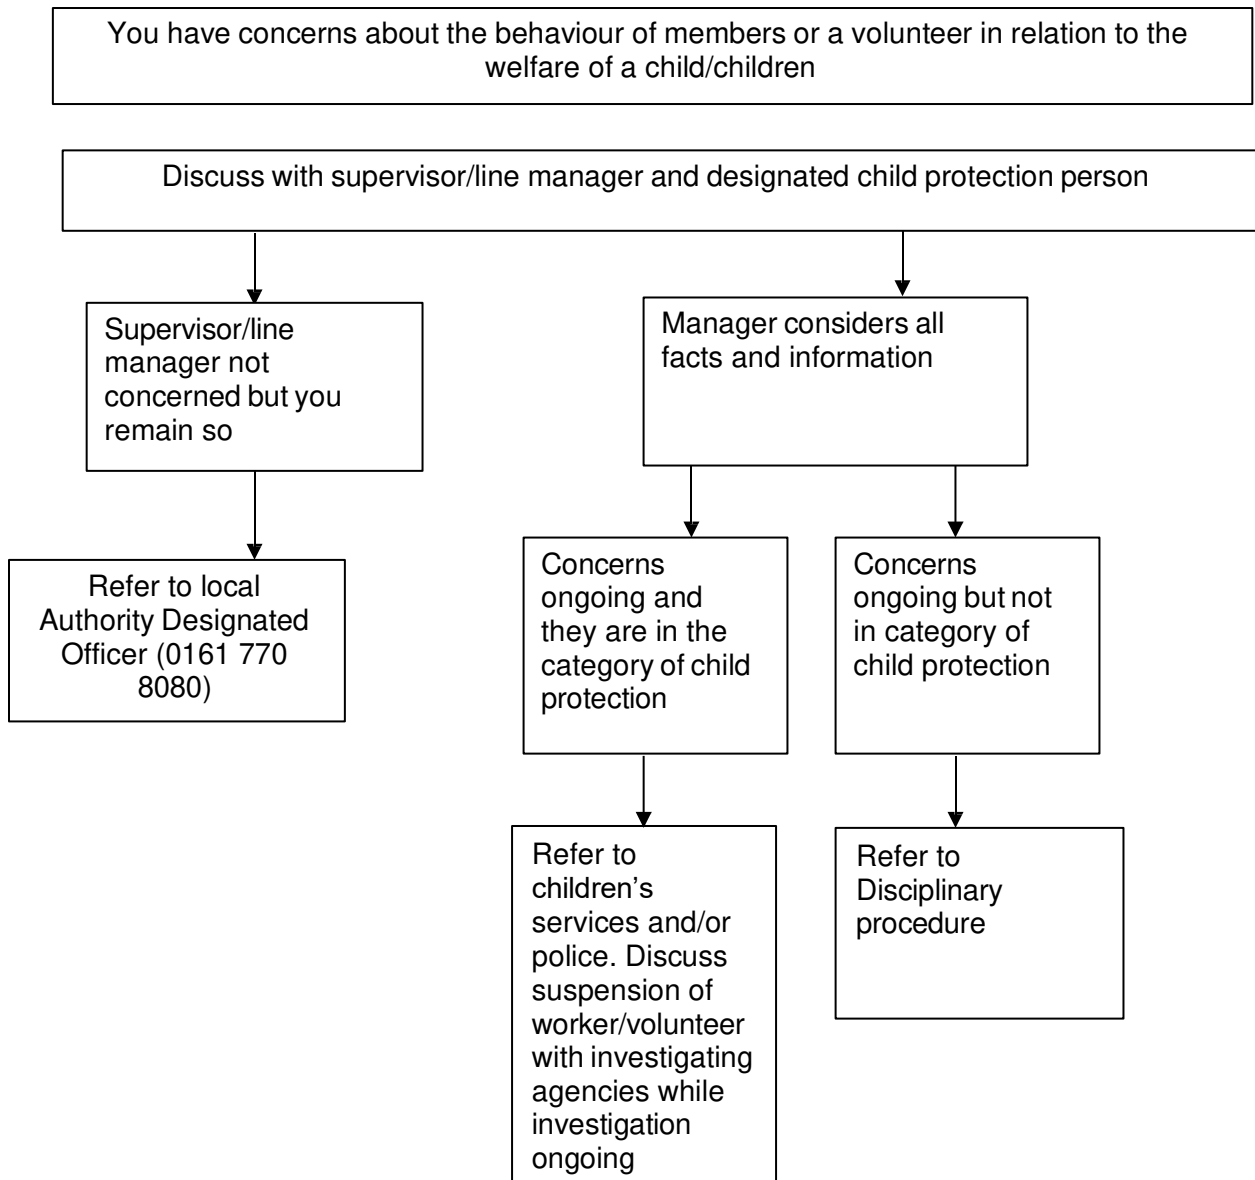 You have concerns about the behaviour of members or a volunteer in relation to the
welfare of a child/children
Discuss with supervisor/line manager and designated child protection person
Supervisor/line
manager not
concerned but you
remain so
Manager considers all
facts and information
Refer to local
Authority Designated
Officer (0161 770
8080)
Concerns
ongoing and
they are in the
category of child
protection
Concerns
ongoing but not
in category of
child protection
Refer to
children’s
services and/or
police. Discuss
suspension of
worker/volunteer
with investigating
agencies while
investigation
ongoing
Refer to
Disciplinary
procedure